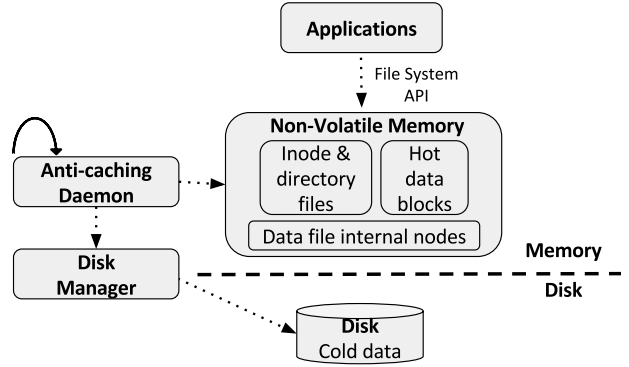 Applications
File System
API
Non-Volatile Memory
Inode &
directory
files
Hot
data
blocks
Data file internal nodes
Anti-caching
Daemon
Disk
Manager
Memory
Disk
Disk
Cold data